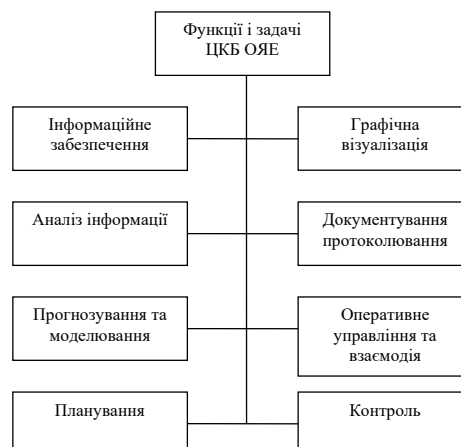 Функції і задачі
ЦКБ ОЯЕ
Інформаційне
забезпечення
Графічна
візуалізація
Аналіз інформації
Документування
протоколювання
Прогнозування та
моделювання
Оперативне
управління та
взаємодія
Планування
Контроль